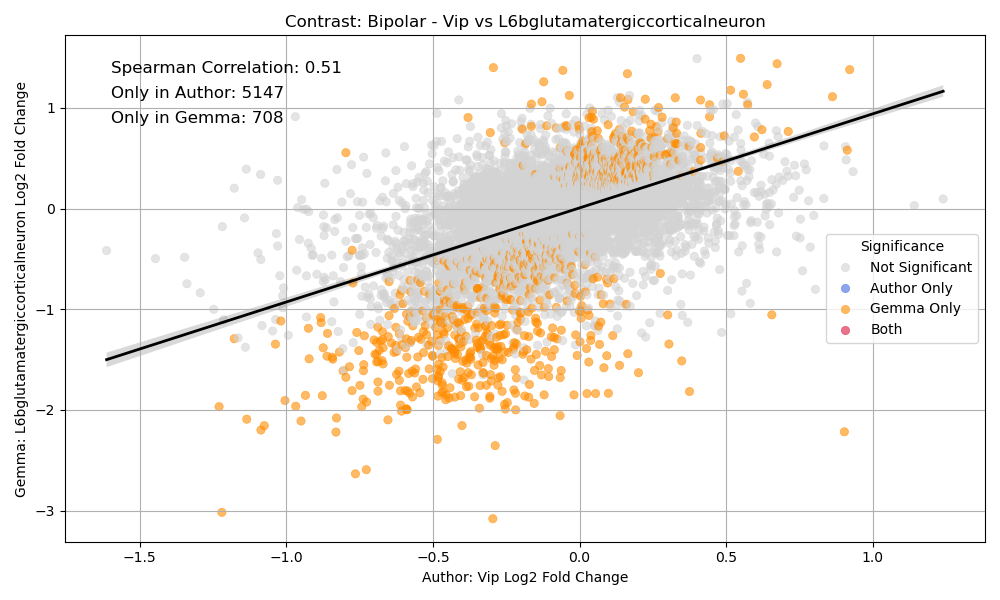 Contrast: Bipolar - Vip vs L6bglutamatergiccorticalneuron
Spearman Correlation: 0.51
Only in Author: 5147
Only in Gemma: 708
Gemma: L6bglutamatergiccorticalneuron Log2 Fold Change
1
0
−1
−2
−3
Significance
Not Significant
Author Only
Gemma Only
Both
−1.5
−1.0
−0.5
0.0
0.5
1.0
Author: Vip Log2 Fold Change